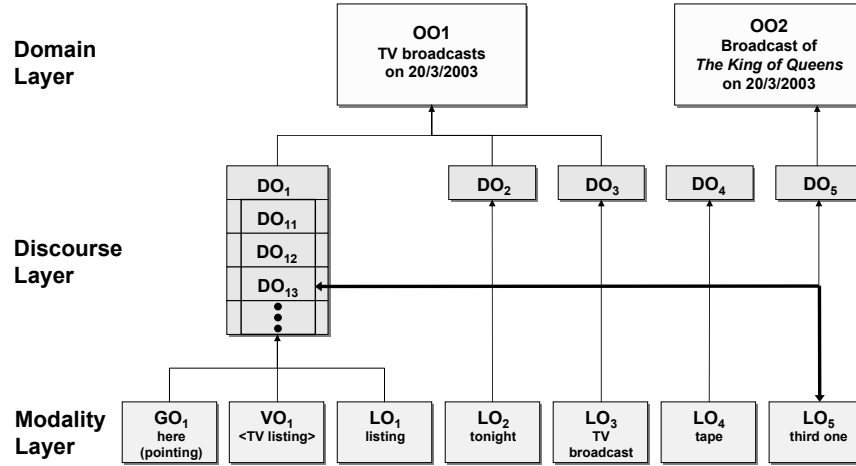 Domain
Layer
OO1
TV broadcasts
on 20/3/2003
OO2
Broadcast of
The King of Queens
on 20/3/2003
Discourse
Layer
DO₁
DO₁₁
DO₁₂
DO₁₃
DO₂
DO₃
DO₄
DO₅
Modality
Layer
GO₁
here
(pointing)
VO₁
<TV listing>
LO₁
listing
LO₂
tonight
LO₃
TV
broadcast
LO₄
tape
LO₅
third one